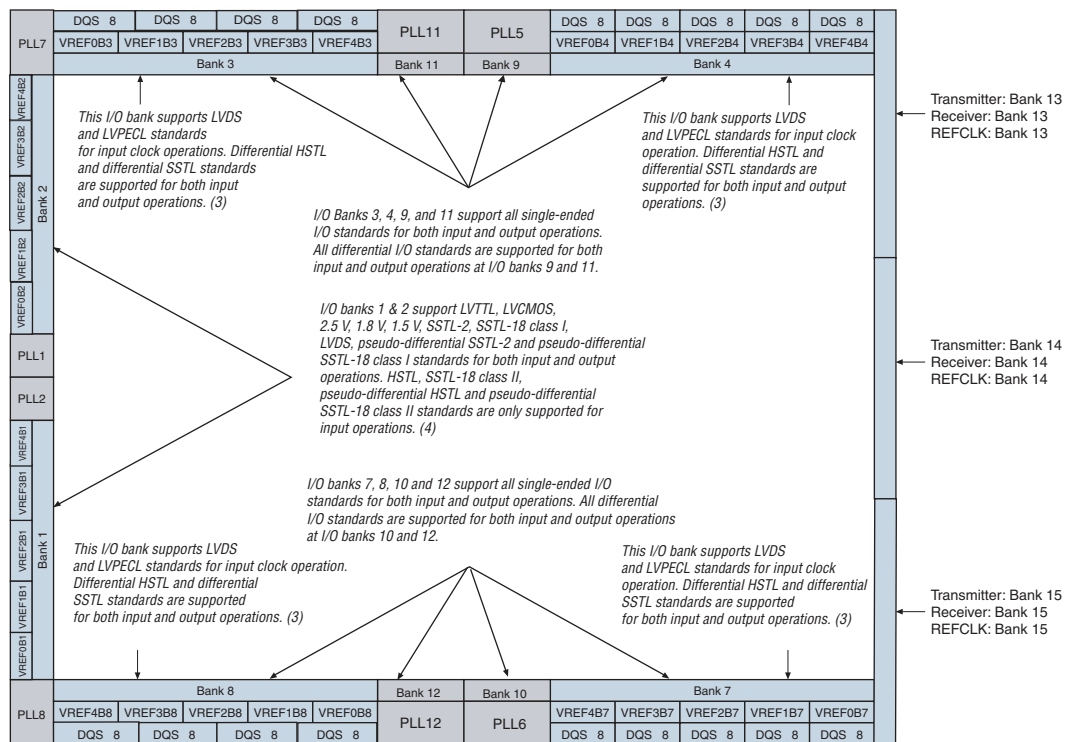 DQS 8 DQS 8 DQS 8 DQS 8
PLL7
VREF0B3 VREF1B3 VREF2B3 VREF3B3 VREF4B3
Bank 3
PLL11 PLL5
Bank 11 Bank 9
DQS 8 DQS 8 DQS 8 DQS 8 DQS 8
VREF0B4 VREF1B4 VREF2B4 VREF3B4 VREF4B4
Bank 4
VREF4B2
VREF3B2
VREF2B2
VREF1B2
VREF0B2
Bank 2
This I/O bank supports LVDS
and LVPECL standards
for input clock operations. Differential HSTL
and differential SSTL standards
are supported for both input
and output operations. (3)
This I/O bank supports LVDS
and LVPECL standards for input clock
operation. Differential HSTL and
differential SSTL standards are
supported for both input and output
operations. (3)
Transmitter: Bank 13
Receiver: Bank 13
REFCLK: Bank 13
I/O Banks 3, 4, 9, and 11 support all single-ended
I/O standards for both input and output operations.
All differential I/O standards are supported for both
input and output operations at I/O banks 9 and 11.
PLL1
PLL2
I/O banks 1 & 2 support LVTTL, LVCMOS,
2.5 V, 1.8 V, 1.5 V, SSTL-2, SSTL-18 class I,
LVDS, pseudo-differential SSTL-2 and pseudo-differential
SSTL-18 class I standards for both input and output
operations. HSTL, SSTL-18 class II,
pseudo-differential HSTL and pseudo-differential
SSTL-18 class II standards are only supported for
input operations. (4)
Transmitter: Bank 14
Receiver: Bank 14
REFCLK: Bank 14
VREF4B1
VREF3B1
VREF2B1
VREF1B1
VREF0B1
Bank 1
I/O banks 7, 8, 10 and 12 support all single-ended I/O
standards for both input and output operations. All differential
I/O standards are supported for both input and output operations
at I/O banks 10 and 12.
This I/O bank supports LVDS
and LVPECL standards for input clock operation.
Differential HSTL and differential
SSTL standards are supported
for both input and output operations. (3)
This I/O bank supports LVDS
and LVPECL standards for input clock
operation. Differential HSTL and differential
SSTL standards are supported
for both input and output operations. (3)
Transmitter: Bank 15
Receiver: Bank 15
REFCLK: Bank 15
PLL8
Bank 8
VREF4B8 VREF3B8 VREF2B8 VREF1B8 VREF0B8
DQS 8 DQS 8 DQS 8 DQS 8
Bank 12 Bank 10
PLL12 PLL6
Bank 7
VREF4B7 VREF3B7 VREF2B7 VREF1B7 VREF0B7
DQS 8 DQS 8 DQS 8 DQS 8 DQS 8